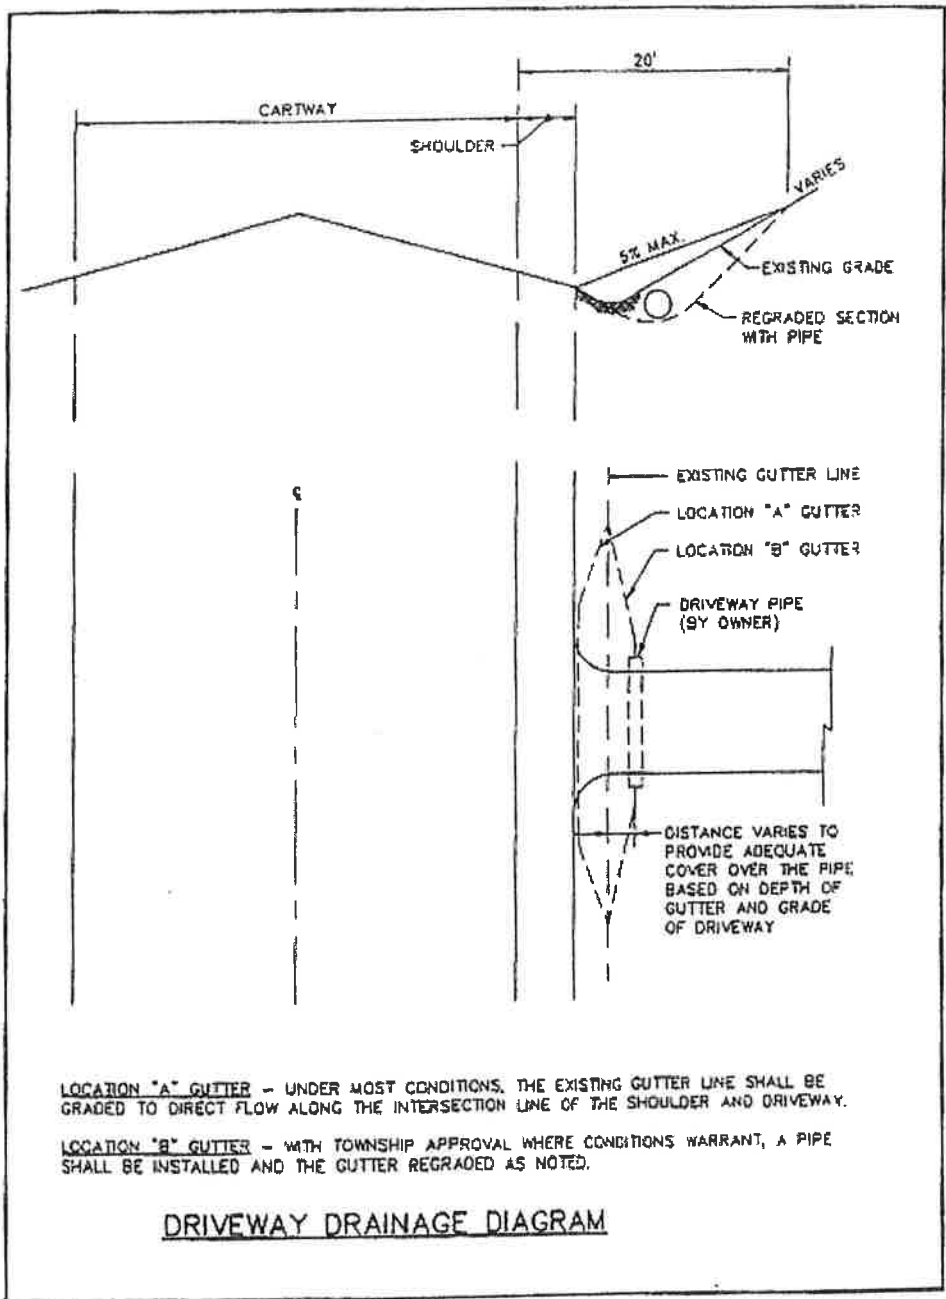 20'
CARTWAY
SHOULDER
VARIES
5% MAX.
EXISTING GRADE
REGRADED SECTION
WITH PIPE
EXISTING GUTTER LINE
℄
LOCATION "A" GUTTER
LOCATION "B" GUTTER
DRIVEWAY PIPE
(BY OWNER)
DISTANCE VARIES TO
PROVIDE ADEQUATE
COVER OVER THE PIPE
BASED ON DEPTH OF
GUTTER AND GRADE
OF DRIVEWAY
LOCATION "A" GUTTER - UNDER MOST CONDITIONS, THE EXISTING GUTTER LINE SHALL BE
GRADED TO DIRECT FLOW ALONG THE INTERSECTION LINE OF THE SHOULDER AND DRIVEWAY.
LOCATION "B" GUTTER - WITH TOWNSHIP APPROVAL WHERE CONDITIONS WARRANT, A PIPE
SHALL BE INSTALLED AND THE GUTTER REGRADED AS NOTED.
DRIVEWAY DRAINAGE DIAGRAM